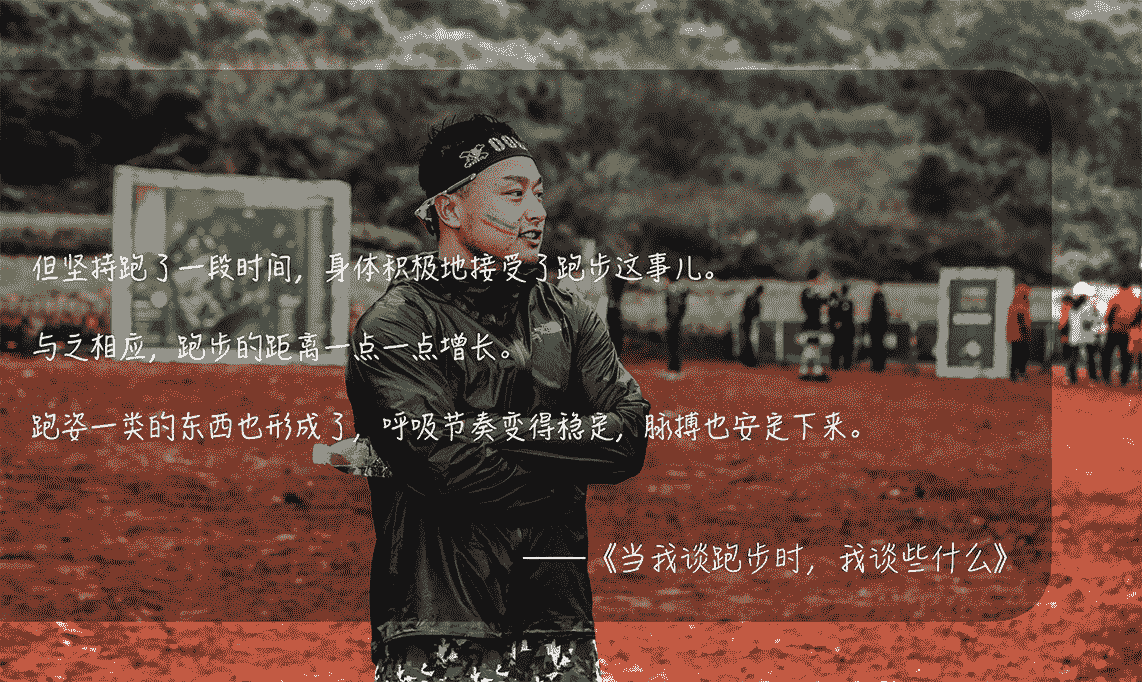 但坚持跑了一段时间，身体积极地接受了跑步这事儿。
与之相应，跑步的距离一点一点增长。
跑姿一类的东西也形成了，呼吸节奏变得稳定，脉搏也安定下来。
——《当我谈跑步时，我谈些什么》